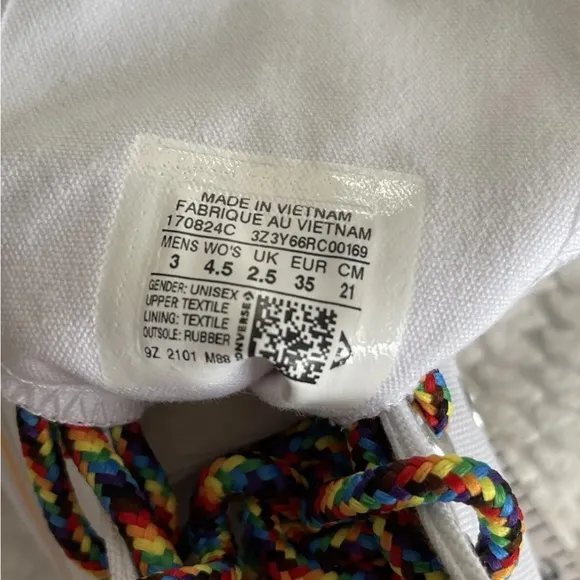 MADE IN VIETNAM
FABRIQUE AU VIETNAM
170824C 3Z3Y66RC00169
MENS WO'S UK EUR CM
3 4.5 2.5 35 21
GENDER: UNISEX
UPPER: TEXTILE
LINING: TEXTILE
OUTSOLE: RUBBER
9Z 2101 M88
ONVERSE